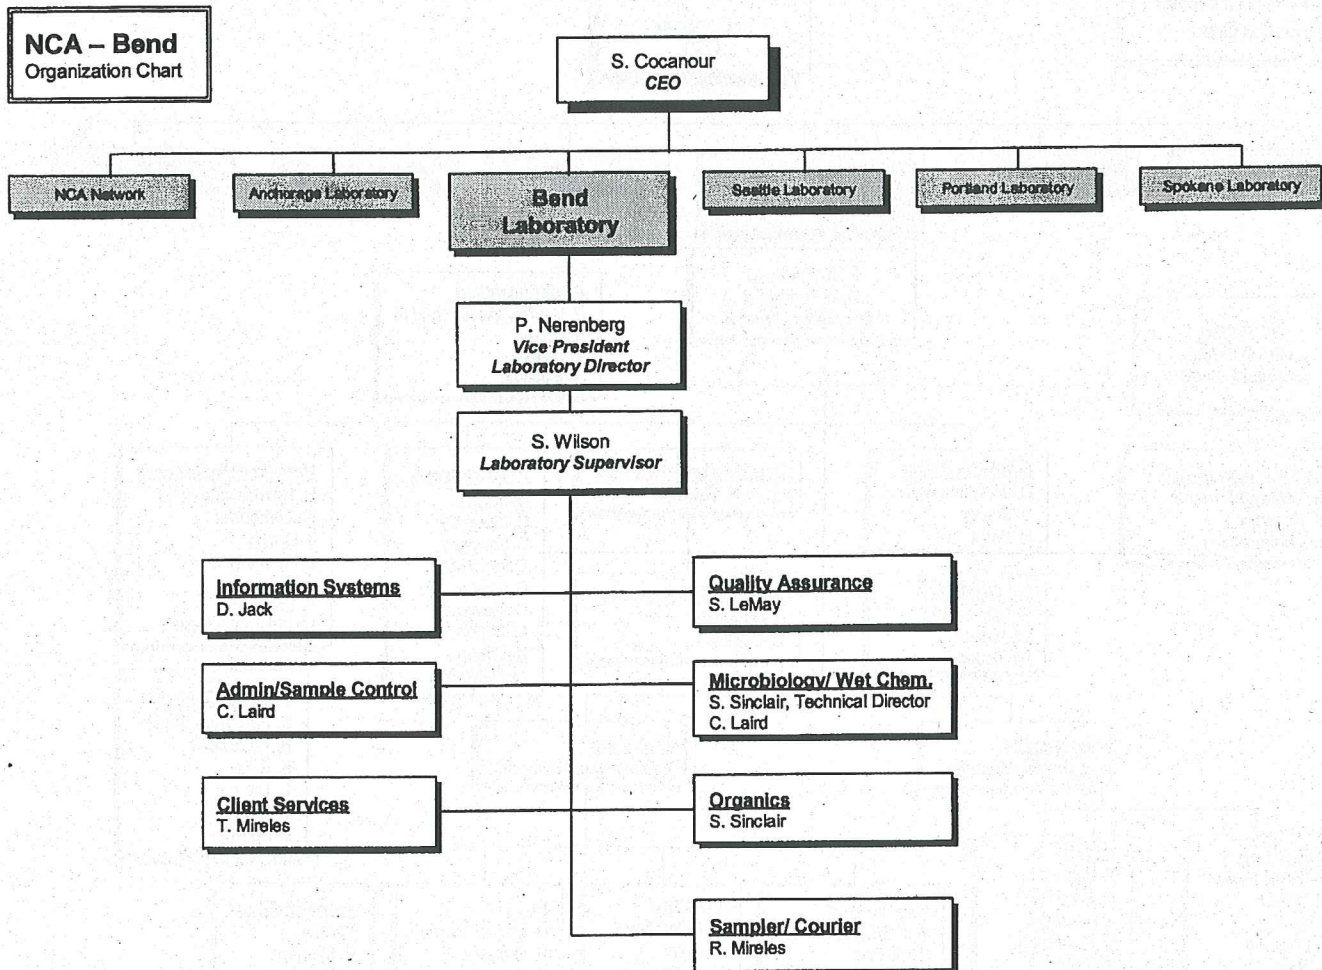 NCA – Bend
Organization Chart
S. Cocanour
CEO
NCA Network
Anchorage Laboratory
Bend
Laboratory
Seattle Laboratory
Portland Laboratory
Spokane Laboratory
P. Nerenberg
Vice President
Laboratory Director
S. Wilson
Laboratory Supervisor
Information Systems
D. Jack
Quality Assurance
S. LeMay
Admin/Sample Control
C. Laird
Microbiology/ Wet Chem.
S. Sinclair, Technical Director
C. Laird
Client Services
T. Mireles
Organics
S. Sinclair
Sampler/ Courier
R. Mireles